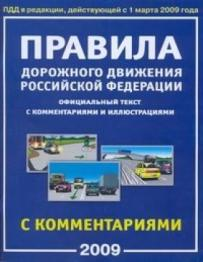 ПДД в редакции, действующей с 1 марта 2009 года
ПРАВИЛА
ДОРОЖНОГО ДВИЖЕНИЯ
РОССИЙСКОЙ ФЕДЕРАЦИИ
ОФИЦИАЛЬНЫЙ ТЕКСТ
С КОММЕНТАРИЯМИ И ИЛЛЮСТРАЦИЯМИ
С КОММЕНТАРИЯМИ
2009